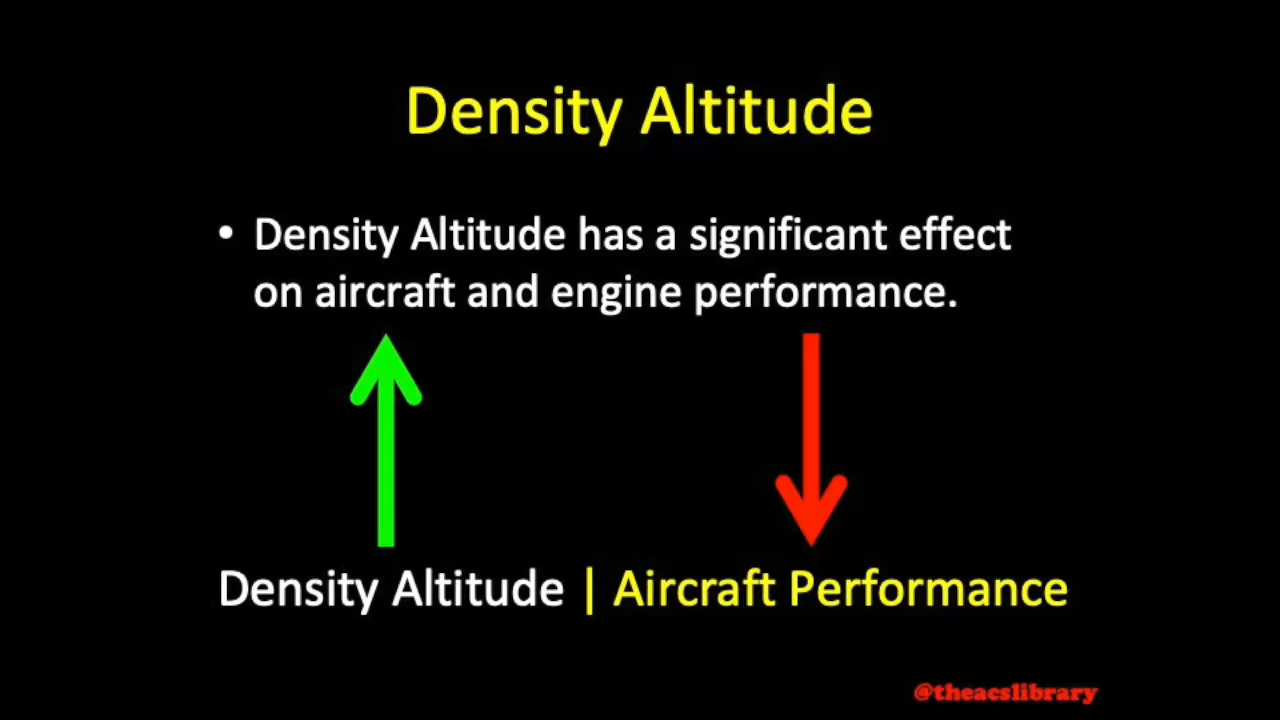 Density Altitude
• Density Altitude has a significant effect
on aircraft and engine performance.
Density Altitude | Aircraft Performance
@theacslibrary